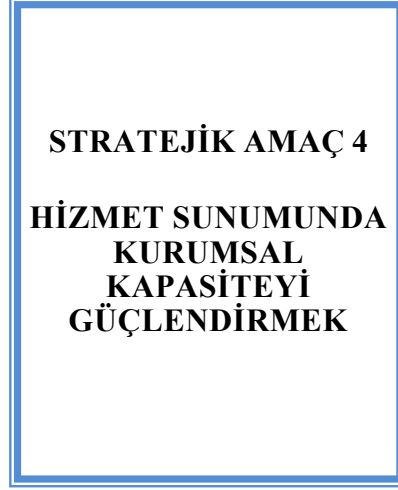 STRATEJİK AMAÇ 4
HİZMET SUNUMUNDA
KURUMSAL
KAPASİTEYİ
GÜÇLENDİRMEK